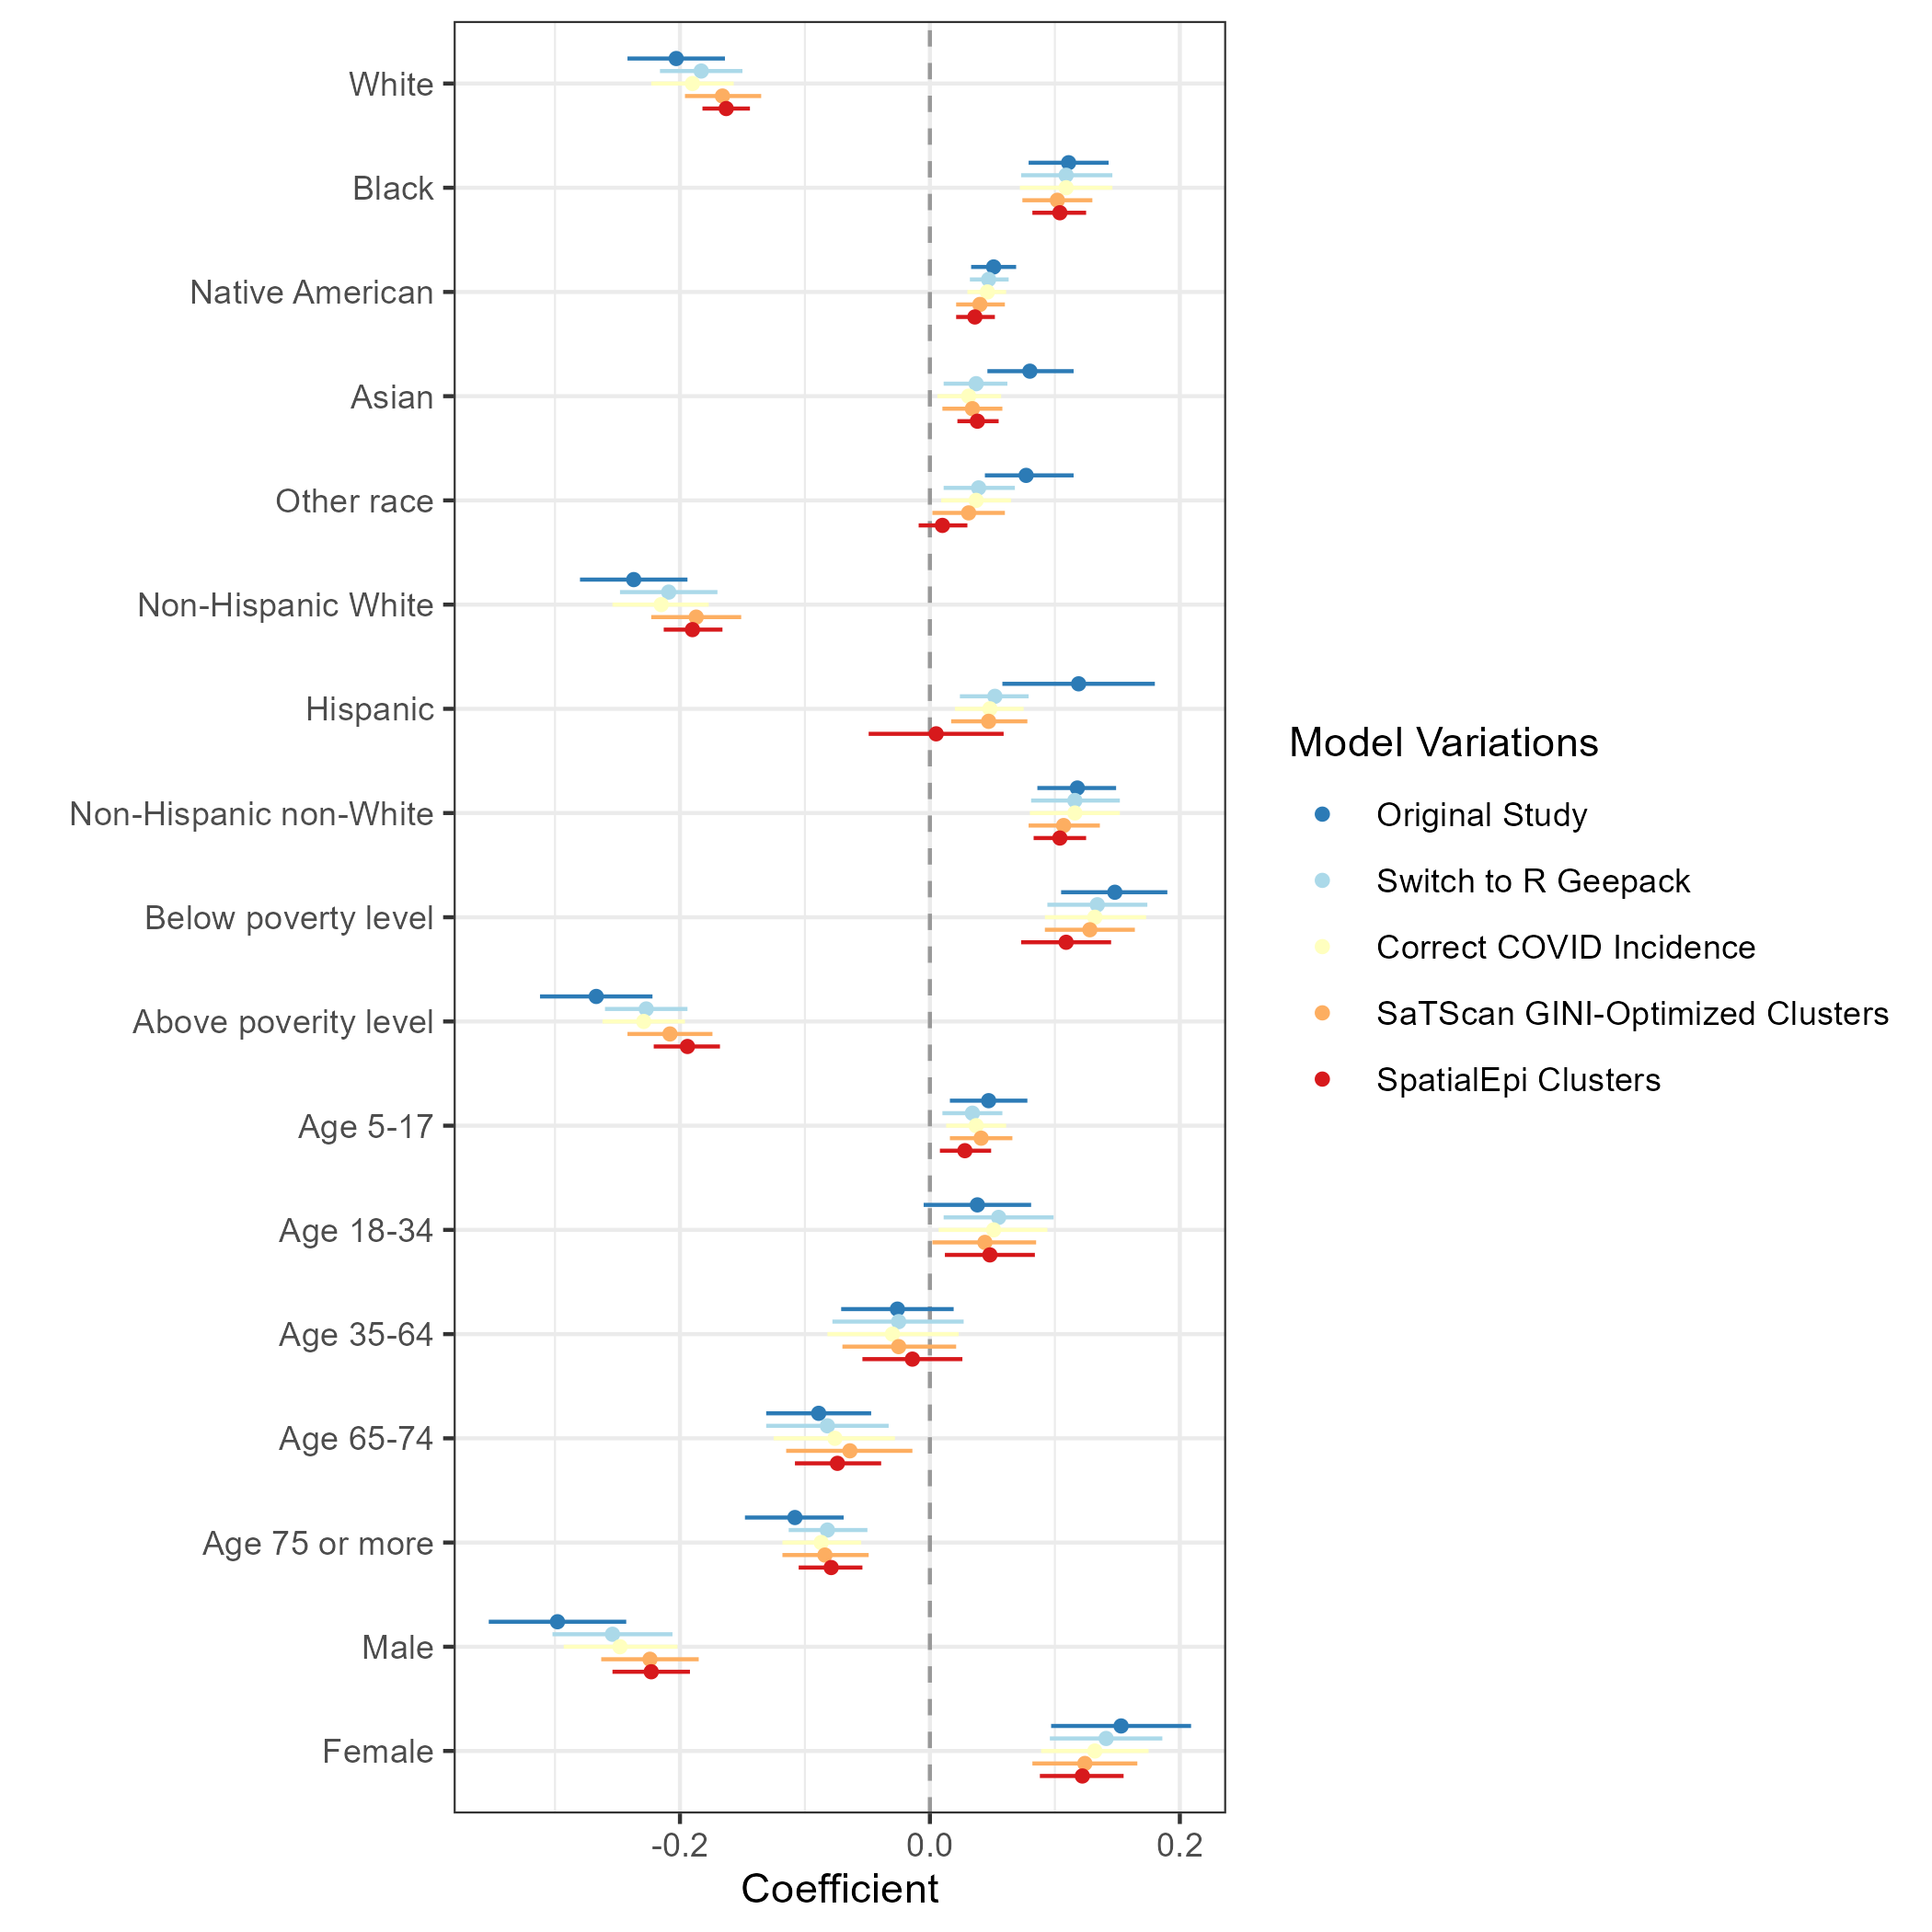 White
Black
Native American
Asian
Other race
Non-Hispanic White
Hispanic
Non-Hispanic non-White
Below poverty level
Above poverity level
Age 5-17
Age 18-34
Age 35-64
Age 65-74
Age 75 or more
Male
Female
-0.2 0.0 0.2
Coefficient
Model Variations
Original Study
Switch to R Geepack
Correct COVID Incidence
SaTScan GINI-Optimized Clusters
SpatialEpi Clusters